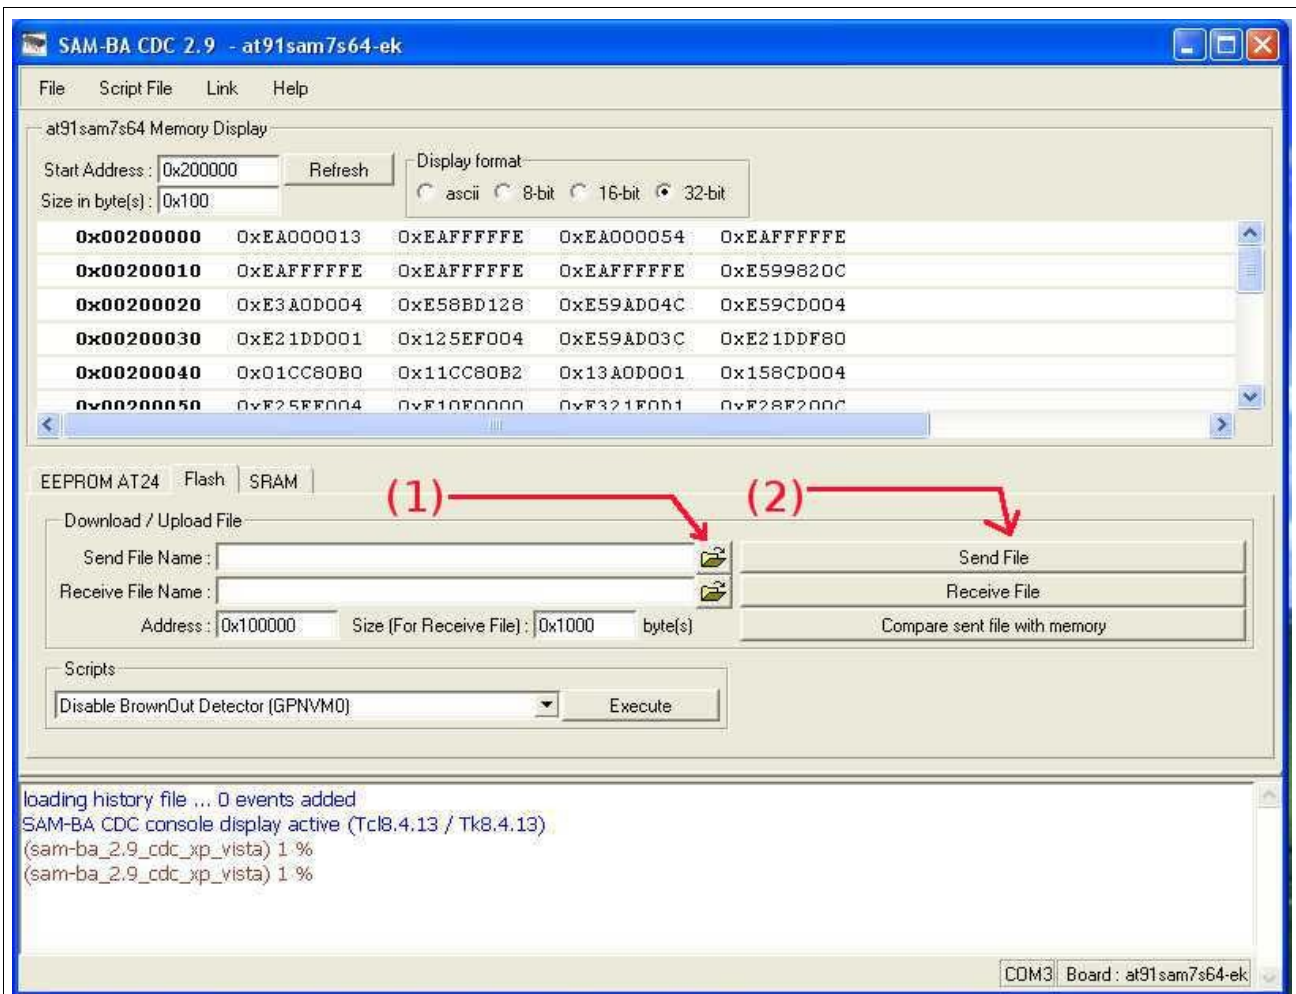 SAM-BA CDC 2.9 - at91sam7s64-ek
File Script File Link Help
at91sam7s64 Memory Display
Start Address : 0x200000 Refresh
Display format
ascii 8-bit 16-bit 32-bit
Size in byte(s) : 0x100
0x00200000 0xEA000013 0xEAFFFFFE 0xEA000054 0xEAFFFFFE
0x00200010 0xEAFFFFFE 0xEAFFFFFE 0xEAFFFFFE 0xE599820C
0x00200020 0xE3A0D004 0xE58BD128 0xE59AD04C 0xE59CD004
0x00200030 0xE21DD001 0x125EF004 0xE59AD03C 0xE21DDF80
0x00200040 0x01CC80B0 0x11CC80B2 0x13A0D001 0x158CD004
0x00200050 0xE25EF004 0xE10F0000 0xE321F0D1 0xE28F200C
EEPROM AT24 Flash SRAM
(1) (2)
Download / Upload File
Send File Name : Send File
Receive File Name : Receive File
Address : 0x100000 Size (For Receive File) : 0x1000 byte(s) Compare sent file with memory
Scripts
Disable BrownOut Detector (GPNVM0) Execute
loading history file ... 0 events added
SAM-BA CDC console display active (Tcl8.4.13 / Tk8.4.13)
(sam-ba_2.9_cdc_xp_vista) 1 %
(sam-ba_2.9_cdc_xp_vista) 1 %
COM3 Board : at91sam7s64-ek